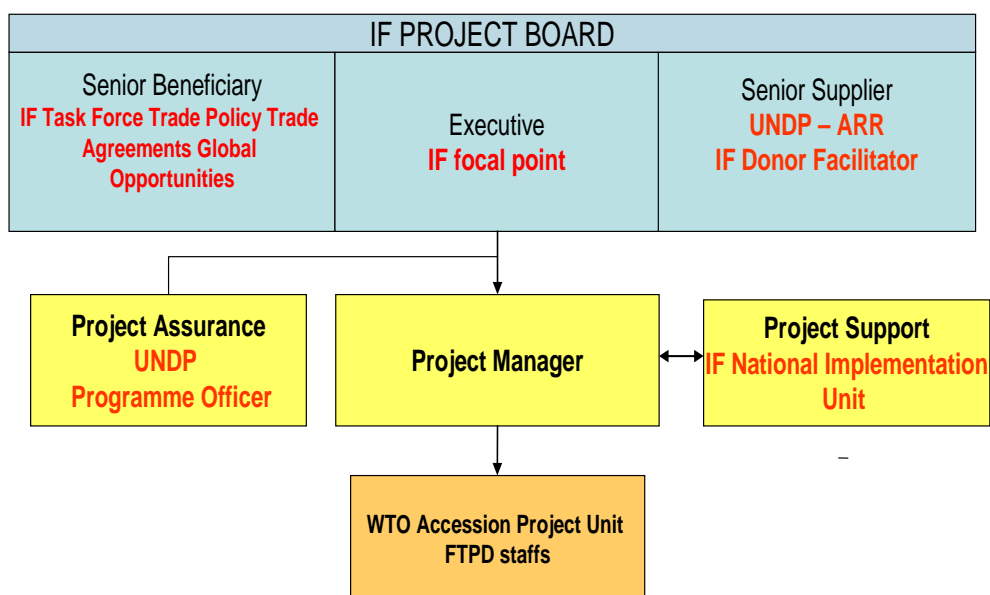 IF PROJECT BOARD
Senior Beneficiary
IF Task Force Trade Policy Trade
Agreements Global
Opportunities
Executive
IF focal point
Senior Supplier
UNDP – ARR
IF Donor Facilitator
Project Assurance
UNDP
Programme Officer
Project Manager
Project Support
IF National Implementation
Unit
–
WTO Accession Project Unit
FTPD staffs